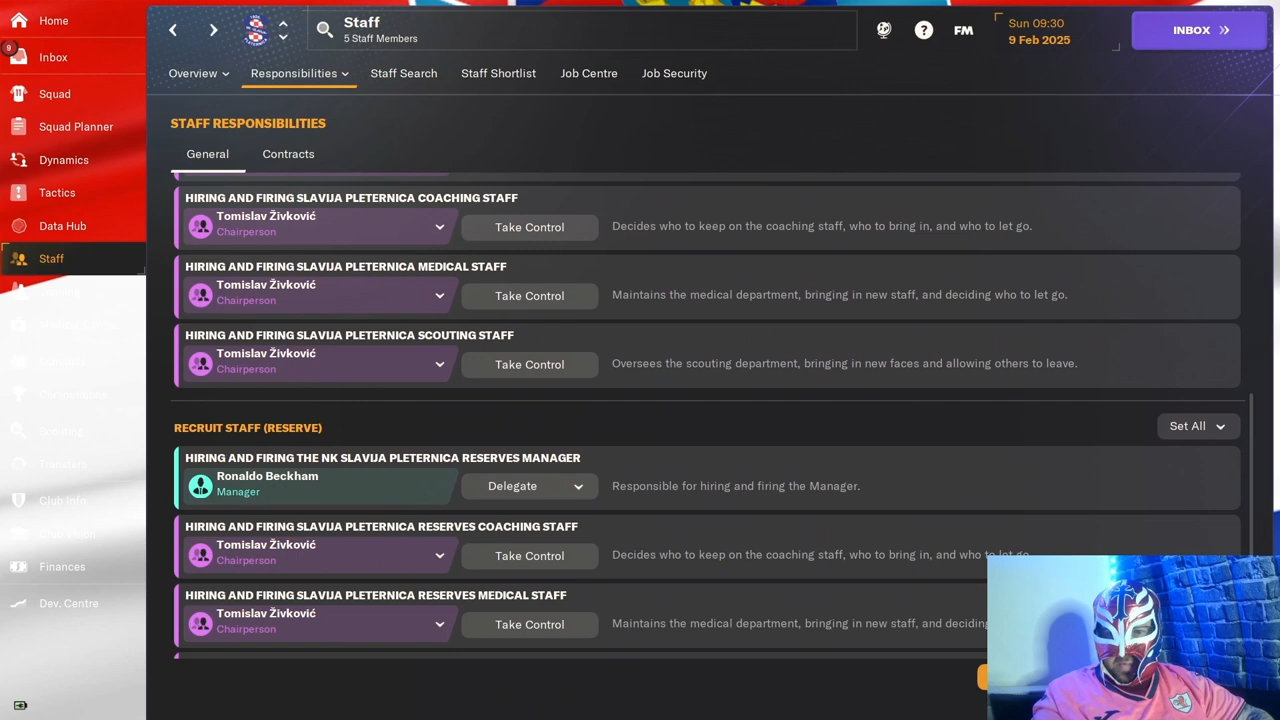 Home
9
Inbox
Squad
Squad Planner
Dynamics
Tactics
Data Hub
Staff
Scouting
Transfers
Club Info
Club Vision
Finances
Dev. Centre
Staff
5 Staff Members
FM
Sun 09:30
9 Feb 2025
INBOX
Overview
Responsibilities
Staff Search
Staff Shortlist
Job Centre
Job Security
STAFF RESPONSIBILITIES
General
Contracts
HIRING AND FIRING SLAVIJA PLETERNICA COACHING STAFF
Tomislav Živković
Chairperson
Take Control
Decides who to keep on the coaching staff, who to bring in, and who to let go.
HIRING AND FIRING SLAVIJA PLETERNICA MEDICAL STAFF
Tomislav Živković
Chairperson
Take Control
Maintains the medical department, bringing in new staff, and deciding who to let go.
HIRING AND FIRING SLAVIJA PLETERNICA SCOUTING STAFF
Tomislav Živković
Chairperson
Take Control
Oversees the scouting department, bringing in new faces and allowing others to leave.
RECRUIT STAFF (RESERVE)
Set All
HIRING AND FIRING THE NK SLAVIJA PLETERNICA RESERVES MANAGER
Ronaldo Beckham
Manager
Delegate
Responsible for hiring and firing the Manager.
HIRING AND FIRING SLAVIJA PLETERNICA RESERVES COACHING STAFF
Tomislav Živković
Chairperson
Take Control
Decides who to keep on the coaching staff, who to bring in, and who to let go.
HIRING AND FIRING SLAVIJA PLETERNICA RESERVES MEDICAL STAFF
Tomislav Živković
Chairperson
Take Control
Maintains the medical department, bringing in new staff, and deciding